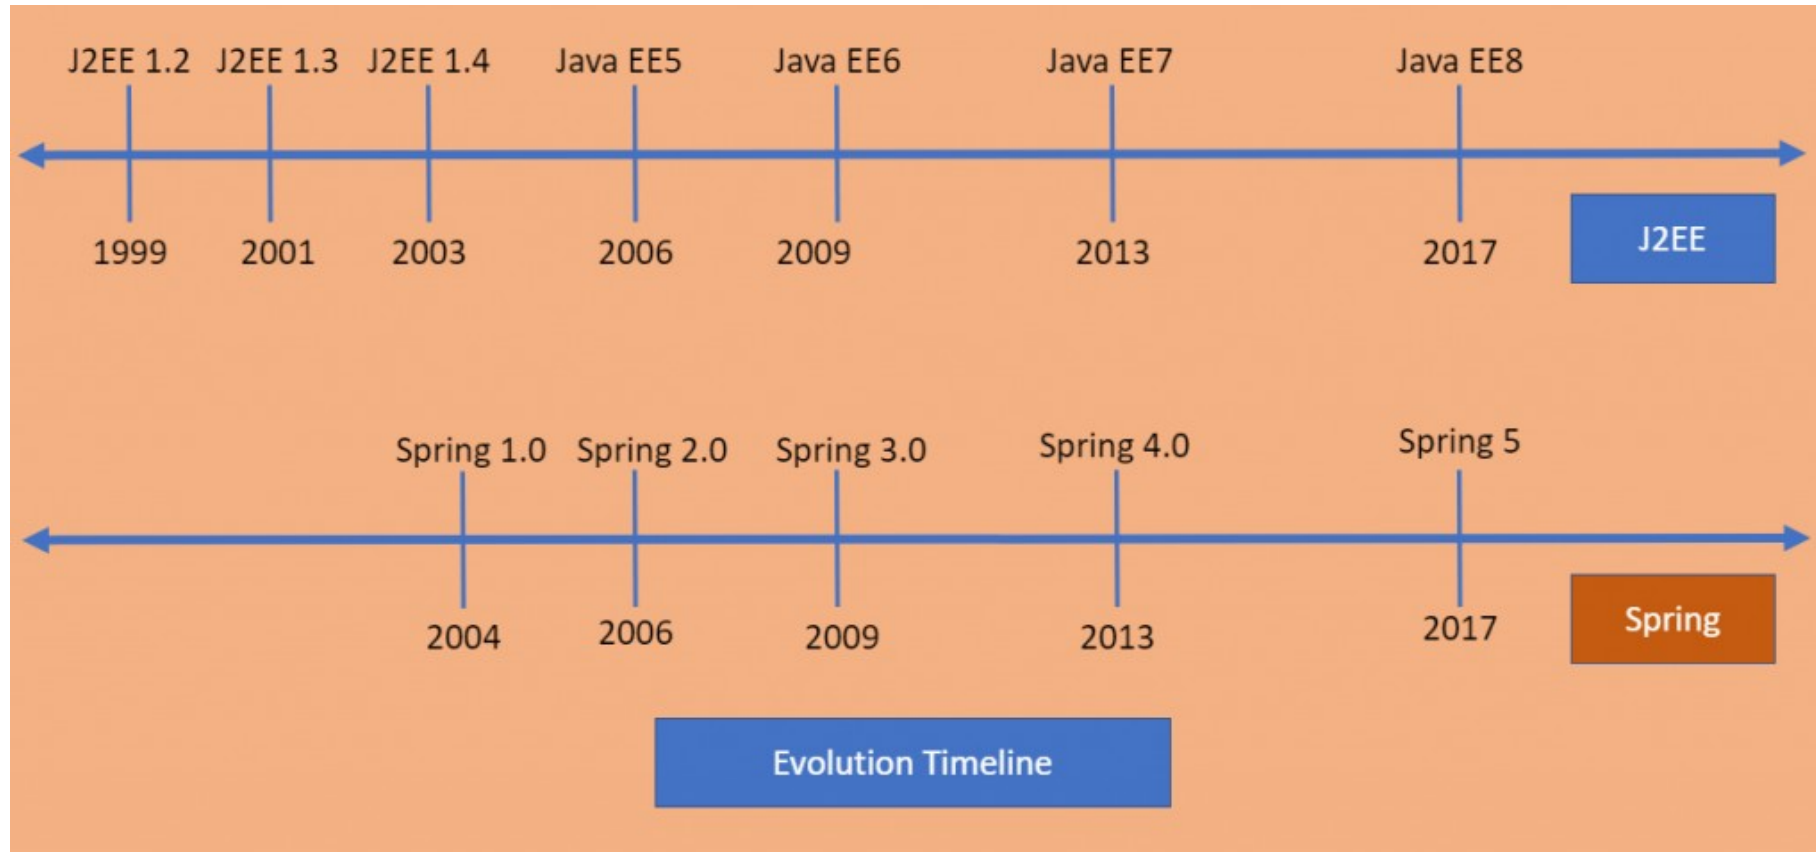 J2EE 1.2 J2EE 1.3 J2EE 1.4 Java EE5 Java EE6 Java EE7 Java EE8
1999 2001 2003 2006 2009 2013 2017
J2EE
Spring 1.0 Spring 2.0 Spring 3.0 Spring 4.0 Spring 5
2004 2006 2009 2013 2017
Spring
Evolution Timeline